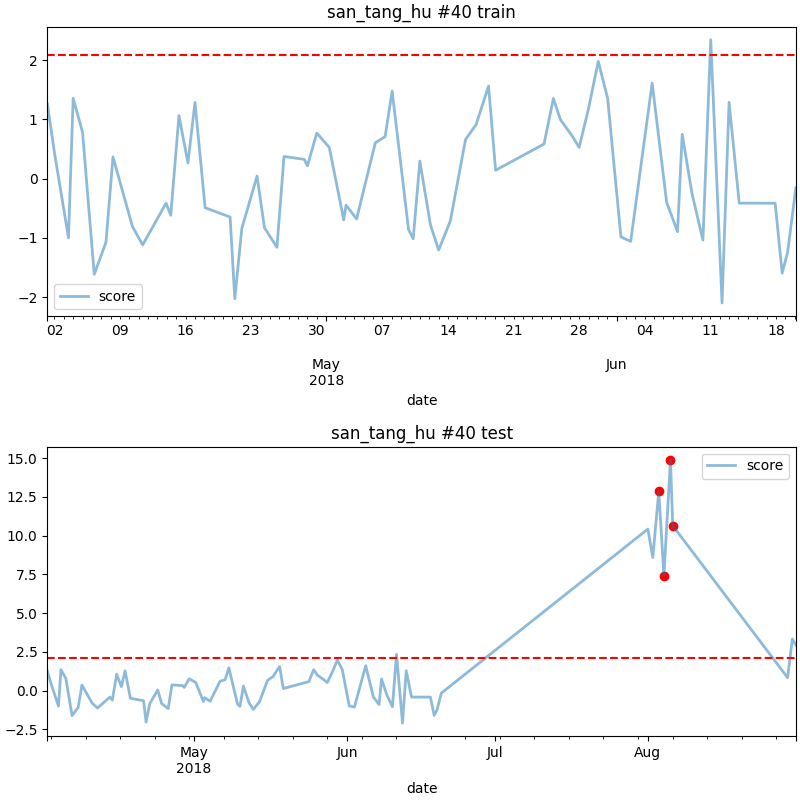 san_tang_hu #40 train
2
1
0
−1
−2
score
02 09 16 23 30 07 14 21 28 04 11 18
May Jun
2018
date
san_tang_hu #40 test
15.0
12.5
10.0
7.5
5.0
2.5
0.0
−2.5
score
May Jun Jul Aug
2018
date